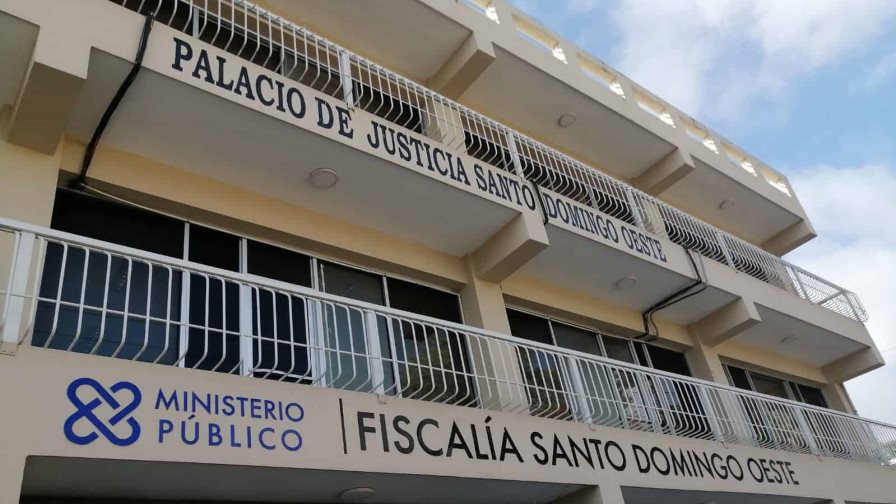 PALACIO DE JUSTICIA SANTO DOMINGO OESTE
MINISTERIO
PÚBLICO
FISCALÍA SANTO DOMINGO OESTE